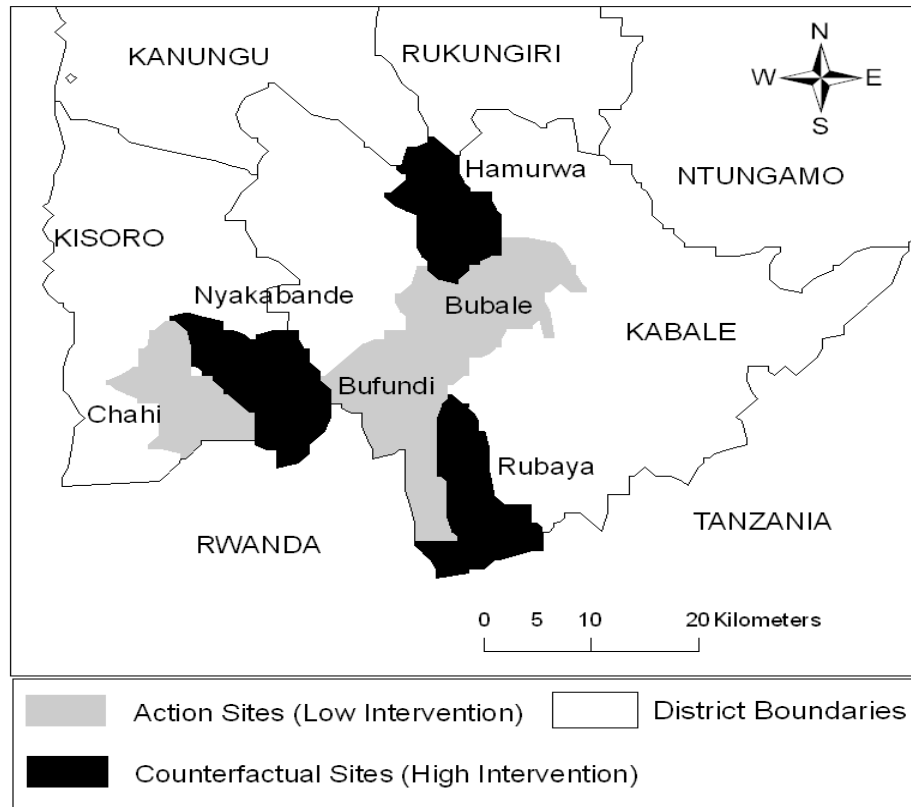 KANUNGU
RUKUNGIRI
N
W E
S
Hamurwa
NTUNGAMO
KISORO
Nyakabande
Bubale
KABALE
Chahi
Bufundi
Rubaya
RWANDA
TANZANIA
0 5 10 20 Kilometers
Action Sites (Low Intervention)
District Boundaries
Counterfactual Sites (High Intervention)